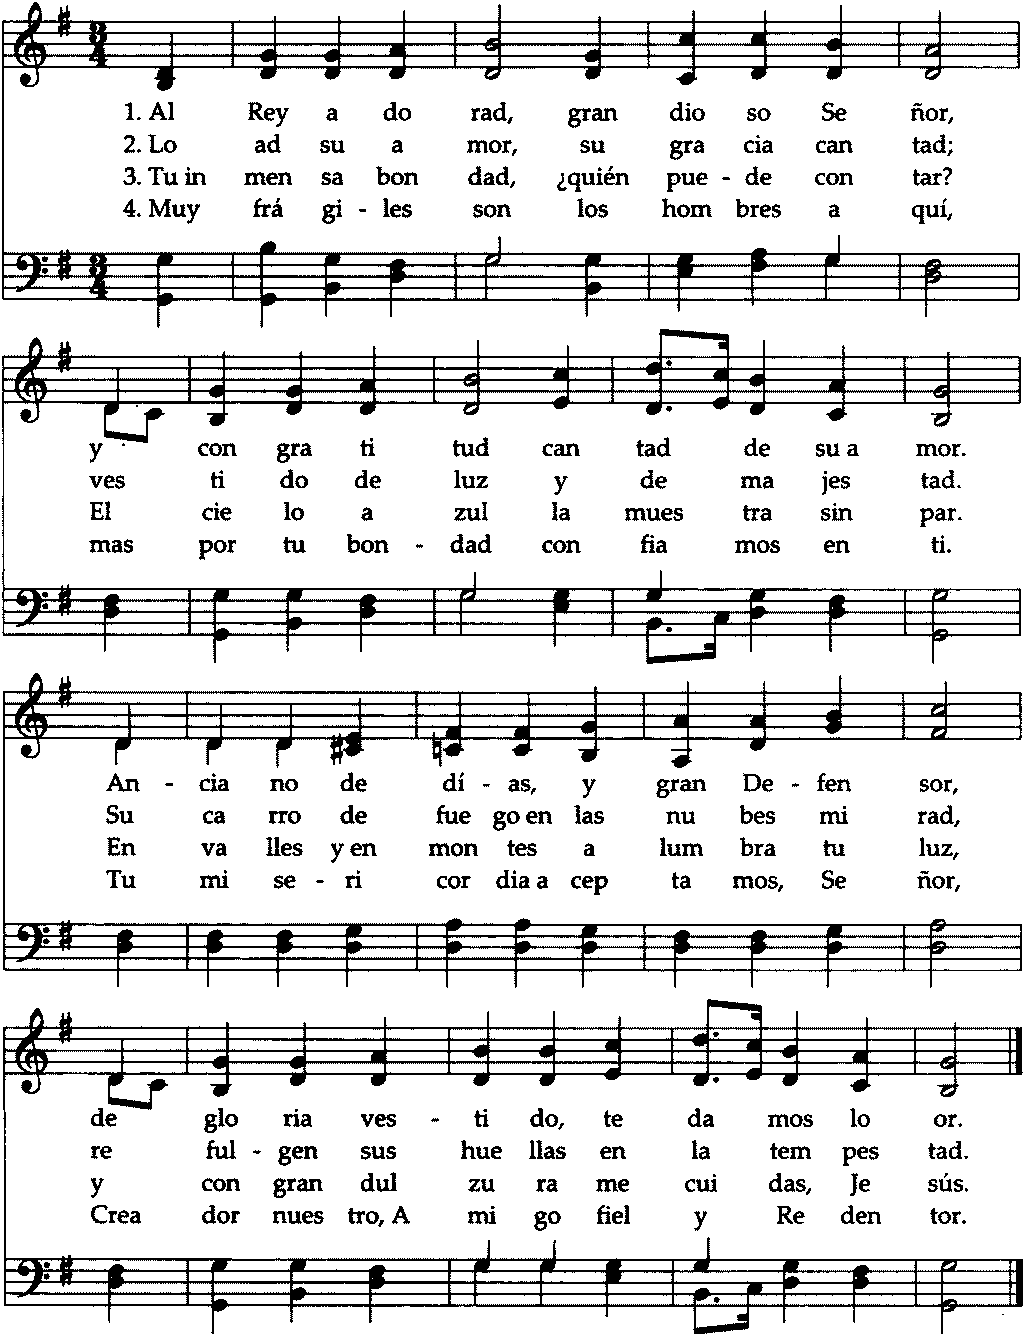 1. Al Rey a do rad, gran dio so Se ñor,
2. Lo ad su a mor, su gra cia can tad;
3. Tu in men sa bon dad, ¿quién pue - de con tar?
4. Muy frá gi - les son los hom bres a quí,
y con gra ti tud can tad de su a mor.
ves ti do de luz y de ma jes tad.
El cie lo a zul la mues tra sin par.
mas por tu bon - dad con fia mos en ti.
An - cia no de dí - as, y gran De - fen sor,
Su ca rro de fue go en las nu bes mi rad,
En va lles y en mon tes a lum bra tu luz,
Tu mi se - ri cor dia a cep ta mos, Se ñor,
de glo ria ves - ti do, te da mos lo or.
re ful - gen sus hue llas en la tem pes tad.
y con gran dul zu ra me cui das, Je sús.
Crea dor nues tro, A mi go fiel y Re den tor.